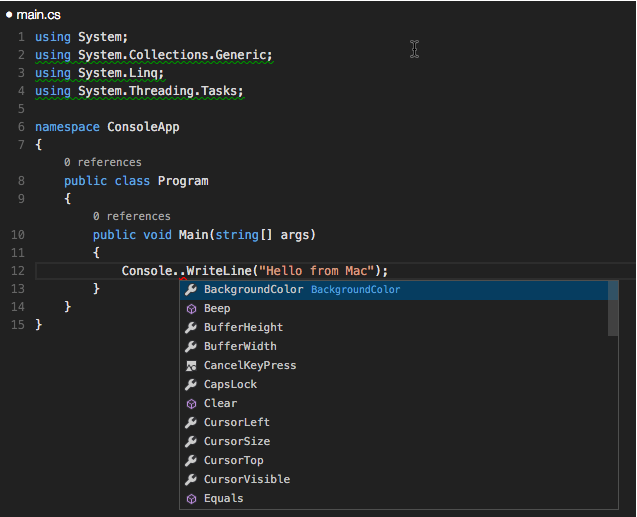 ● main.cs
1 using System;
2 using System.Collections.Generic;
3 using System.Linq;
4 using System.Threading.Tasks;
5
6 namespace ConsoleApp
7 {
0 references
8 public class Program
9 {
0 references
10 public void Main(string[] args)
11 {
12 Console..WriteLine("Hello from Mac");
13 }
14 }
15 }
BackgroundColor BackgroundColor
Beep
BufferHeight
BufferWidth
CancelKeyPress
CapsLock
Clear
CursorLeft
CursorSize
CursorTop
CursorVisible
Equals